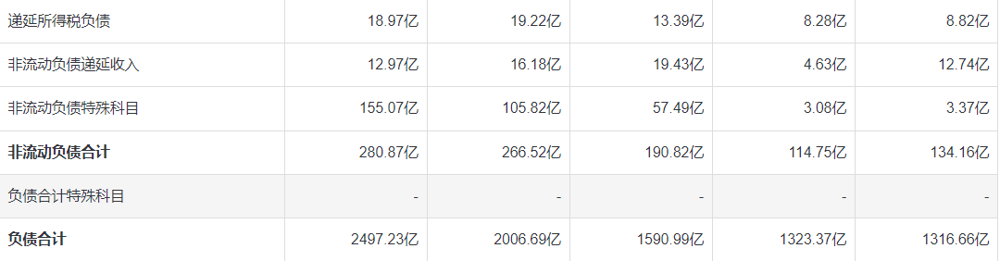 递延所得税负债 18.97亿 19.22亿 13.39亿 8.28亿 8.82亿
非流动负债递延收入 12.97亿 16.18亿 19.43亿 4.63亿 12.74亿
非流动负债特殊科目 155.07亿 105.82亿 57.49亿 3.08亿 3.37亿
非流动负债合计 280.87亿 266.52亿 190.82亿 114.75亿 134.16亿
负债合计特殊科目 - - - - -
负债合计 2497.23亿 2006.69亿 1590.99亿 1323.37亿 1316.66亿